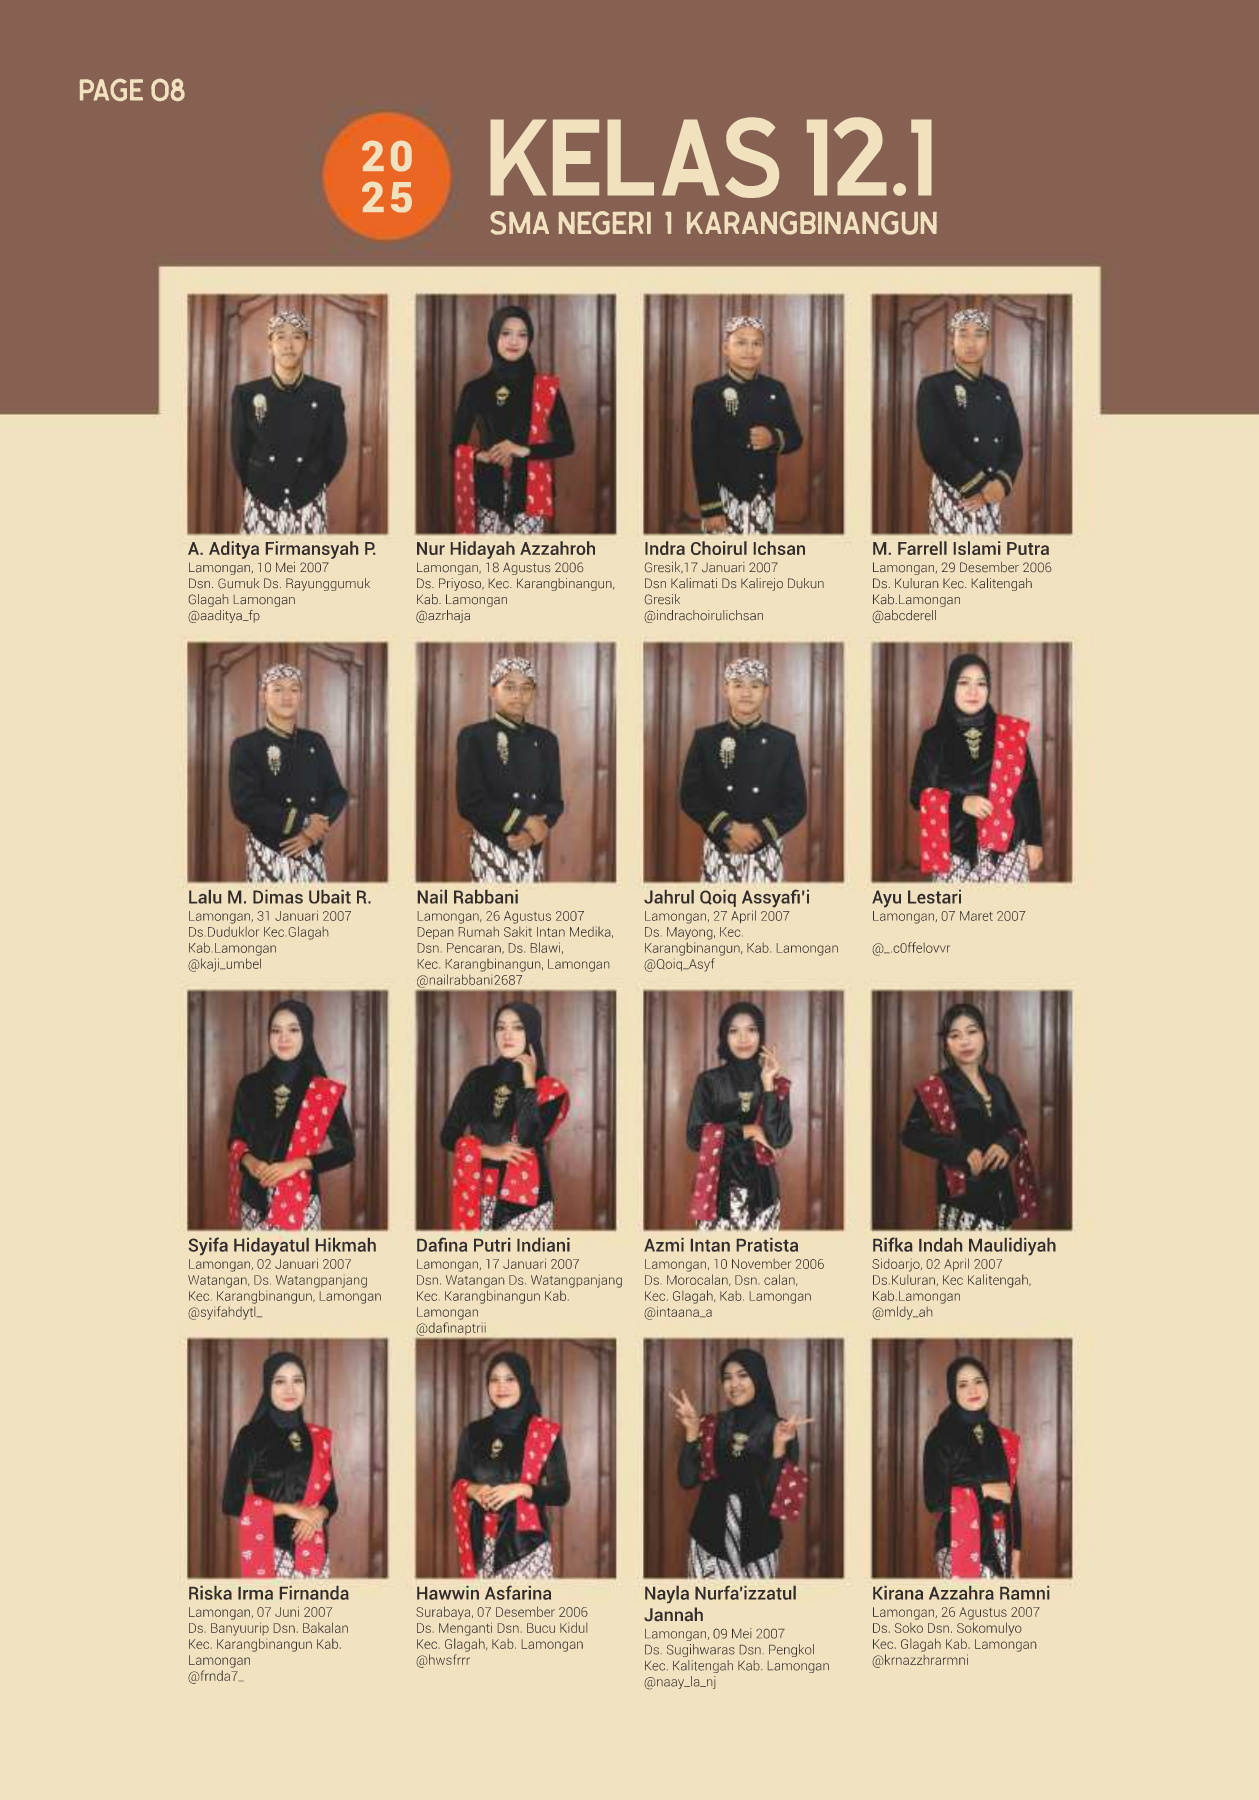 PAGE 08
20
25
KELAS 12.1
SMA NEGERI 1 KARANGBINANGUN
A. Aditya Firmansyah P.
Lamongan, 10 Mei 2007
Dsn. Gumuk Ds. Rayunggumuk
Glagah Lamongan
@aaditya_fp
Nur Hidayah Azzahroh
Lamongan, 18 Agustus 2006
Ds. Priyoso, Kec. Karangbinangun,
Kab. Lamongan
@azrhaja
Indra Choirul Ichsan
Gresik,17 Januari 2007
Dsn Kalimati Ds Kalirejo Dukun
Gresik
@indrachoirulichsan
M. Farrell Islami Putra
Lamongan, 29 Desember 2006
Ds. Kuluran Kec. Kalitengah
Kab.Lamongan
@abcderell
Lalu M. Dimas Ubait R.
Lamongan, 31 Januari 2007
Ds.Duduklor Kec.Glagah
Kab.Lamongan
@kaji_umbel
Nail Rabbani
Lamongan, 26 Agustus 2007
Depan Rumah Sakit Intan Medika,
Dsn. Pencaran, Ds. Blawi,
Kec. Karangbinangun, Lamongan
@nailrabbani2687
Jahrul Qoiq Assyafi'i
Lamongan, 27 April 2007
Ds. Mayong, Kec.
Karangbinangun, Kab. Lamongan
@Qoiq_Asyf
Ayu Lestari
Lamongan, 07 Maret 2007
@_.c0ffelovvr
Syifa Hidayatul Hikmah
Lamongan, 02 Januari 2007
Watangan, Ds. Watangpanjang
Kec. Karangbinangun, Lamongan
@syifahdytl_
Dafina Putri Indiani
Lamongan, 17 Januari 2007
Dsn. Watangan Ds. Watangpanjang
Kec. Karangbinangun Kab.
Lamongan
@dafinaptrii
Azmi Intan Pratista
Lamongan, 10 November 2006
Ds. Morocalan, Dsn. calan,
Kec. Glagah, Kab. Lamongan
@intaana_a
Rifka Indah Maulidiyah
Sidoarjo, 02 April 2007
Ds.Kuluran, Kec Kalitengah,
Kab.Lamongan
@mldy_ah
Riska Irma Firnanda
Lamongan, 07 Juni 2007
Ds. Banyuurip Dsn. Bakalan
Kec. Karangbinangun Kab.
Lamongan
@frnda7_
Hawwin Asfarina
Surabaya, 07 Desember 2006
Ds. Menganti Dsn. Bucu Kidul
Kec. Glagah, Kab. Lamongan
@hwsfrrr
Nayla Nurfa'izzatul
Jannah
Lamongan, 09 Mei 2007
Ds. Sugihwaras Dsn. Pengkol
Kec. Kalitengah Kab. Lamongan
@naay_la_nj
Kirana Azzahra Ramni
Lamongan, 26 Agustus 2007
Ds. Soko Dsn. Sokomulyo
Kec. Glagah Kab. Lamongan
@krnazzhrarmni